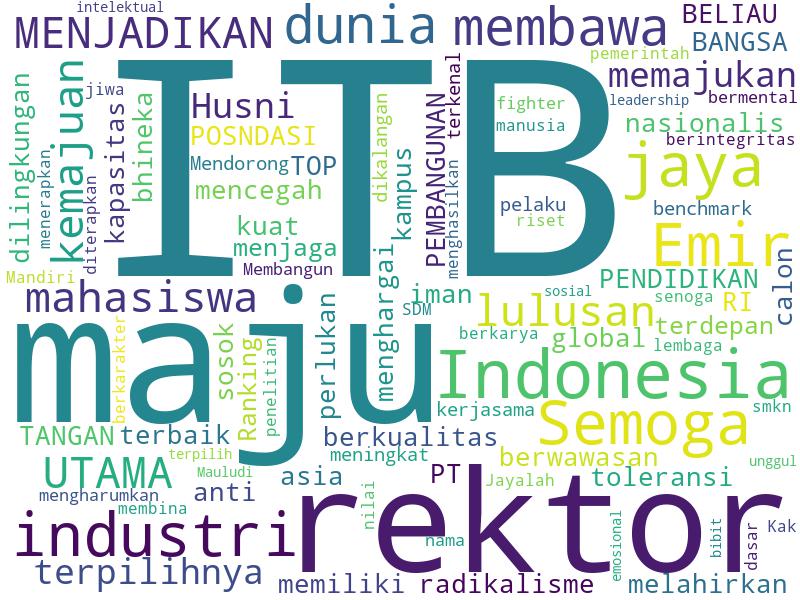 intelektual
MENJADIKAN
dunia
membawa
BELIAU
BANGSA
pemerintah
memajukan
leadership
bermental
ITB
dilingkungan
menerapkan
kemajuan
jiwa
diterapkan
kapasitas
bhineka
Husni
POSNDASI
Mendorong
TOP
mencegah
kuat
menjaga
Membangun
dikalangan
kampus
PEMBANGUNAN
terkenal
menghasilkan
fighter
manusia
pelaku
riset
nasionalis
berintegritas
jaya
benchmark
Emir
PENDIDIKAN
calon
Mandiri
mahasiswa
maju
menghargai
iman
SDM
sosial
senoga
RI
lulusan
terdepan
berkarya
global
lembaga
berkarakter
sosok
Ranking
penelitian
perlukan
Indonesia
kerjasama
Semoga
smkn
TANGAN
terbaik
berkualitas
terpilih
meningkat
berwawasan
unggul
UTAMA
Mauludi
asia
PT
Jayalah
toleransi
mengharumkan
anti
membina
nilai
rektor
industri
nama
emosional
bibit
dasar
Kak
terpilihnya
memiliki
radikalisme
melahirkan